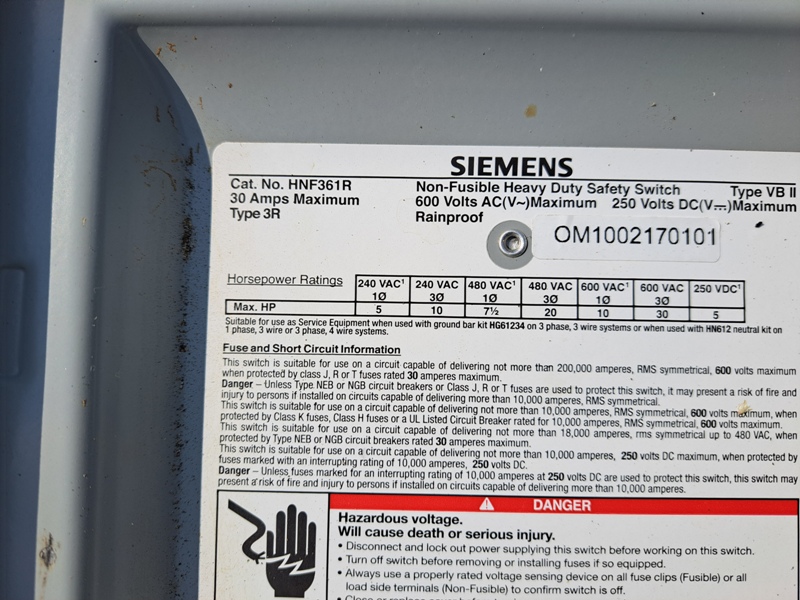 SIEMENS
Cat. No. HNF361R
30 Amps Maximum
Type 3R
Non-Fusible Heavy Duty Safety Switch
Type VB II
600 Volts AC(V~)Maximum 250 Volts DC(V⎓)Maximum
Rainproof
OM1002170101
Horsepower Ratings
240 VAC¹ 1Ø 240 VAC 3Ø 480 VAC¹ 1Ø 480 VAC 3Ø 600 VAC¹ 1Ø 600 VAC 3Ø 250 VDC¹
Max. HP 5 10 7½ 20 10 30 5
Suitable for use as Service Equipment when used with ground bar kit HG61234 on 3 phase, 3 wire systems or when used with HN612 neutral kit on
1 phase, 3 wire or 3 phase, 4 wire systems.
Fuse and Short Circuit Information
This switch is suitable for use on a circuit capable of delivering not more than 200,000 amperes, RMS symmetrical, 600 volts maximum
when protected by class J, R or T fuses rated 30 amperes maximum.
Danger – Unless Type NEB or NGB circuit breakers or Class J, R or T fuses are used to protect this switch, it may present a risk of fire and
injury to persons if installed on circuits capable of delivering more than 10,000 amperes, RMS symmetrical.
This switch is suitable for use on a circuit capable of delivering not more than 10,000 amperes, RMS symmetrical, 600 volts maximum, when
protected by Class K fuses, Class H fuses or a UL Listed Circuit Breaker rated for 10,000 amperes, RMS symmetrical, 600 volts maximum.
This switch is suitable for use on a circuit capable of delivering not more than 18,000 amperes, rms symmetrical up to 480 VAC, when
protected by Type NEB or NGB circuit breakers rated 30 amperes maximum.
This switch is suitable for use on a circuit capable of delivering not more than 10,000 amperes, 250 volts DC maximum, when protected by
fuses marked with an interrupting rating of 10,000 amperes, 250 volts DC.
Danger – Unless fuses marked for an interrupting rating of 10,000 amperes at 250 volts DC are used to protect this switch, this switch may
present a risk of fire and injury to persons if installed on circuits capable of delivering more than 10,000 amperes.
DANGER
Hazardous voltage.
Will cause death or serious injury.
• Disconnect and lock out power supplying this switch before working on this switch.
• Turn off switch before removing or installing fuses if so equipped.
• Always use a properly rated voltage sensing device on all fuse clips (Fusible) or all
load side terminals (Non-Fusible) to confirm switch is off.